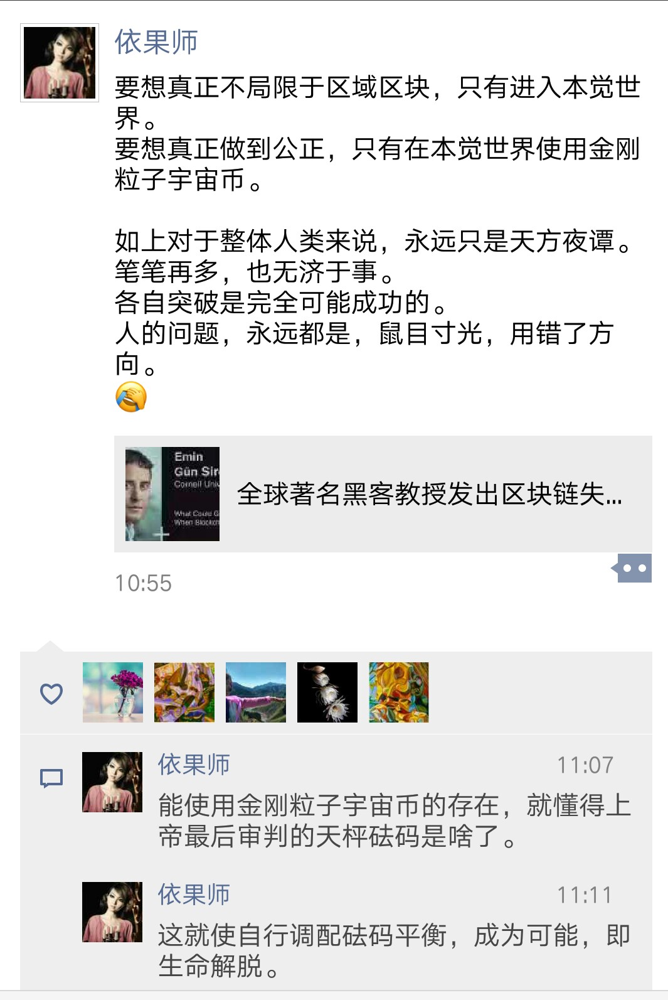 依果师
要想真正不局限于区域区块，只有进入本觉世
界。
要想真正做到公正，只有在本觉世界使用金刚
粒子宇宙币。
如上对于整体人类来说，永远只是天方夜谭。
笔笔再多，也无济于事。
各自突破是完全可能成功的。
人的问题，永远都是，鼠目寸光，用错了方
向。
Emin
Gün Sir
Cornell Univ
What Could G
When Blockch
全球著名黑客教授发出区块链失...
10:55
依果师
11:07
能使用金刚粒子宇宙币的存在，就懂得上
帝最后审判的天枰砝码是啥了。
依果师
11:11
这就使自行调配砝码平衡，成为可能，即
生命解脱。